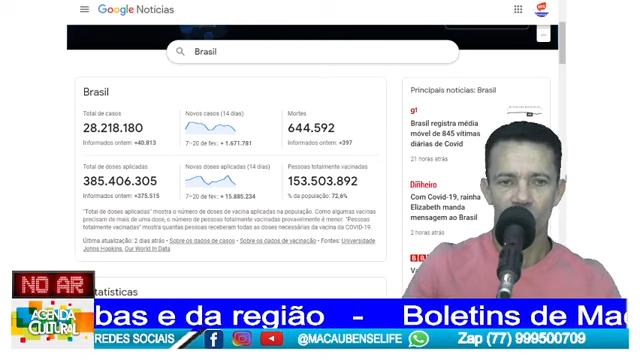 Google Notícias
Brasil
Brasil
Total de casos
28.218.180
Informados ontem: +40.813
Novos casos (14 dias)
7–20 de fev.: + 1.671.781
Mortes
644.592
Informados ontem: +397
Total de doses aplicadas
385.406.305
Informados ontem: +375.515
Novas doses aplicadas (14 dias)
7–20 de fev.: + 15.885.234
Pessoas totalmente vacinadas
153.503.892
% da população: 72,6%
"Total de doses aplicadas" mostra o número de doses de vacina aplicadas na população. Como algumas vacinas
precisam de mais de uma dose, o número de pessoas totalmente vacinadas provavelmente é menor. "Pessoas
totalmente vacinadas" mostra quantas pessoas receberam todas as doses necessárias da vacina da COVID-19.
Última atualização: 2 dias atrás • Sobre os dados de casos • Sobre os dados de vacinação • Fontes: Universidade
Johns Hopkins, Our World In Data
Estatísticas
Principais notícias: Brasil
g1
Brasil registra média
móvel de 845 vítimas
diárias de Covid
21 horas atrás
Dinheiro
Com Covid-19, rainha
Elizabeth manda
mensagem ao Brasil
2 horas atrás
NO AR
AGENDA
CULTURAL
bas e da região - Boletins de Mac
REDES SOCIAIS
@MACAUBENSELIFE
Zap (77) 999500709